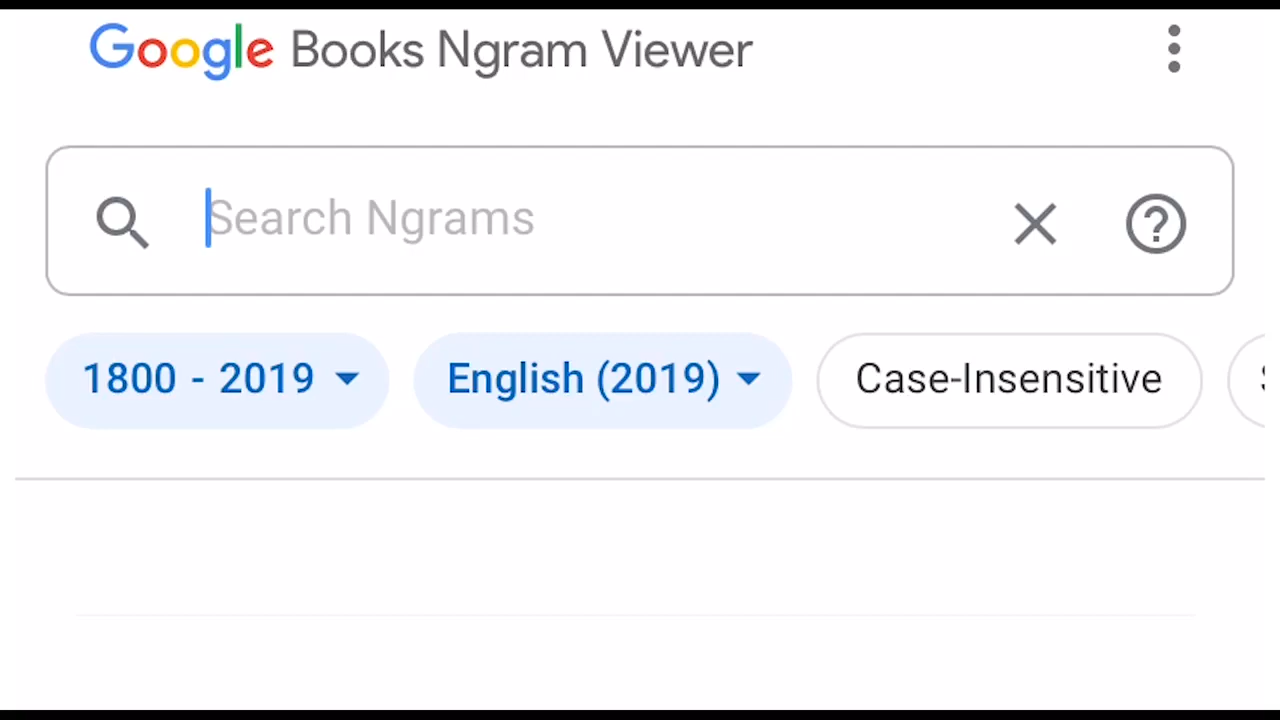 Google Books Ngram Viewer
Search Ngrams
1800 - 2019 English (2019) Case-Insensitive